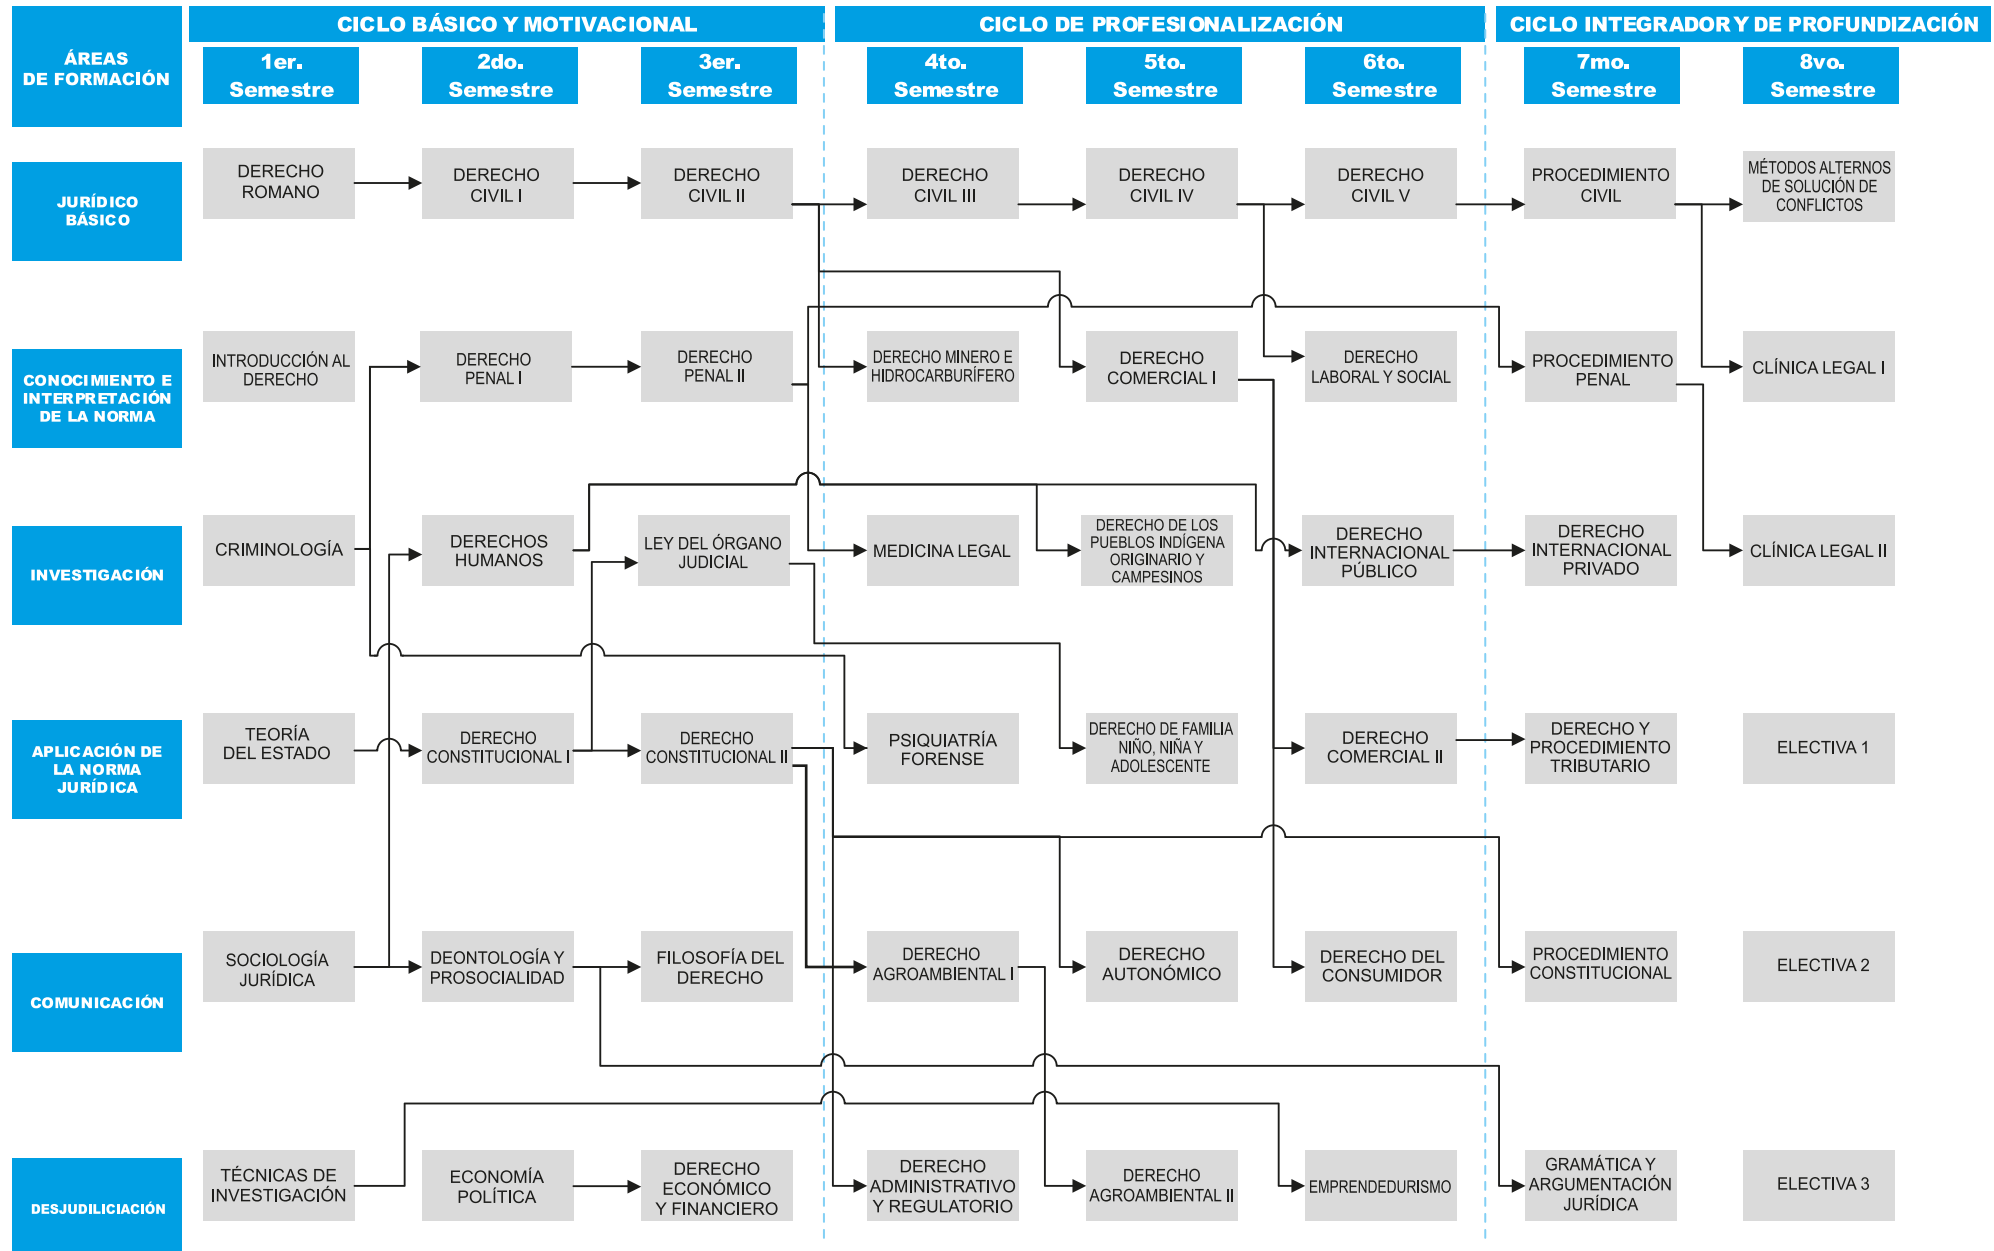 ÁREAS
DE FORMACIÓN
CICLO BÁSICO Y MOTIVACIONAL
CICLO DE PROFESIONALIZACIÓN
CICLO INTEGRADOR Y DE PROFUNDIZACIÓN
1er.
Semestre
2do.
Semestre
3er.
Semestre
4to.
Semestre
5to.
Semestre
6to.
Semestre
7mo.
Semestre
8vo.
Semestre
JURÍDICO
BÁSICO
DERECHO
ROMANO
DERECHO
CIVIL I
DERECHO
CIVIL II
DERECHO
CIVIL III
DERECHO
CIVIL IV
DERECHO
CIVIL V
PROCEDIMIENTO
CIVIL
MÉTODOS ALTERNOS
DE SOLUCIÓN DE
CONFLICTOS
CONOCIMIENTO E
INTERPRETACIÓN
DE LA NORMA
INTRODUCCIÓN AL
DERECHO
DERECHO
PENAL I
DERECHO
PENAL II
DERECHO MINERO E
HIDROCARBURÍFERO
DERECHO
COMERCIAL I
DERECHO
LABORAL Y SOCIAL
PROCEDIMIENTO
PENAL
CLÍNICA LEGAL I
INVESTIGACIÓN
CRIMINOLOGÍA
DERECHOS
HUMANOS
LEY DEL ÓRGANO
JUDICIAL
MEDICINA LEGAL
DERECHO DE LOS
PUEBLOS INDÍGENA
ORIGINARIO Y
CAMPESINOS
DERECHO
INTERNACIONAL
PÚBLICO
DERECHO
INTERNACIONAL
PRIVADO
CLÍNICA LEGAL II
APLICACIÓN DE
LA NORMA
JURÍDICA
TEORÍA
DEL ESTADO
DERECHO
CONSTITUCIONAL I
DERECHO
CONSTITUCIONAL II
PSIQUIATRÍA
FORENSE
DERECHO DE FAMILIA
NIÑO, NIÑA Y
ADOLESCENTE
DERECHO
COMERCIAL II
DERECHO Y
PROCEDIMIENTO
TRIBUTARIO
ELECTIVA 1
COMUNICACIÓN
SOCIOLOGÍA
JURÍDICA
DEONTOLOGÍA Y
PROSOCIALIDAD
FILOSOFÍA DEL
DERECHO
DERECHO
AGROAMBIENTAL I
DERECHO
AUTONÓMICO
DERECHO DEL
CONSUMIDOR
PROCEDIMIENTO
CONSTITUCIONAL
ELECTIVA 2
DESJUDILICIACIÓN
TÉCNICAS DE
INVESTIGACIÓN
ECONOMÍA
POLÍTICA
DERECHO
ECONÓMICO
Y FINANCIERO
DERECHO
ADMINISTRATIVO
Y REGULATORIO
DERECHO
AGROAMBIENTAL II
EMPRENDEDURISMO
GRAMÁTICA Y
ARGUMENTACIÓN
JURÍDICA
ELECTIVA 3